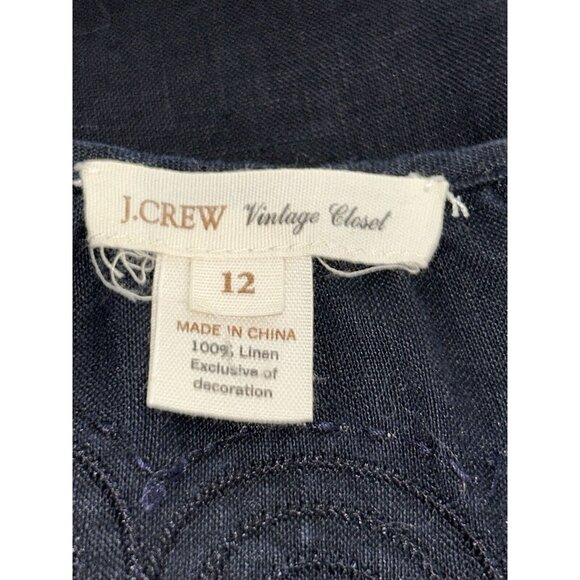 J.CREW Vintage Closet
12
MADE IN CHINA
100% Linen
Exclusive of
decoration